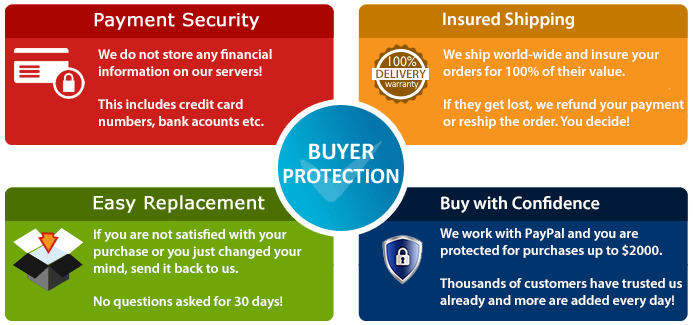 Payment Security
We do not store any financial
information on our servers!
This includes credit card
numbers, bank acounts etc.
Insured Shipping
100%
DELIVERY
warranty
We ship world-wide and insure your
orders for 100% of their value.
If they get lost, we refund your payment
or reship the order. You decide!
BUYER
PROTECTION
Easy Replacement
If you are not satisfied with your
purchase or you just changed your
mind, send it back to us.
No questions asked for 30 days!
Buy with Confidence
We work with PayPal and you are
protected for purchases up to $2000.
Thousands of customers have trusted us
already and more are added every day!